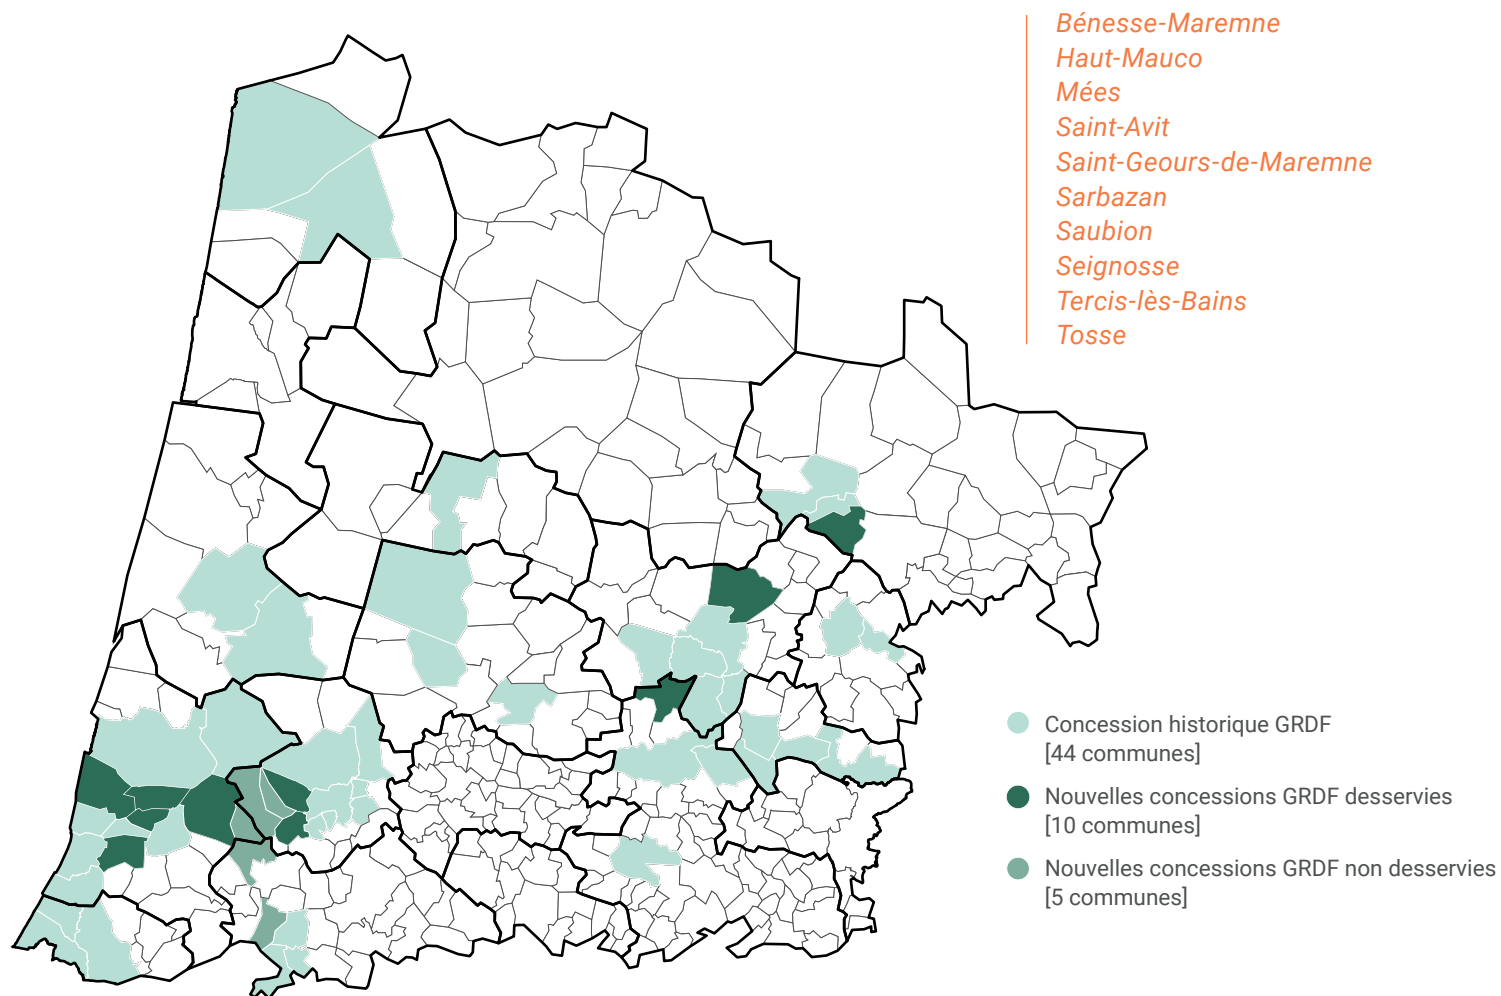 Bénesse-Maremne
Haut-Mauco
Mées
Saint-Avit
Saint-Geours-de-Maremne
Sarbazan
Saubion
Seignosse
Tercis-lès-Bains
Tosse
Concession historique GRDF
[44 communes]
Nouvelles concessions GRDF desservies
[10 communes]
Nouvelles concessions GRDF non desservies
[5 communes]